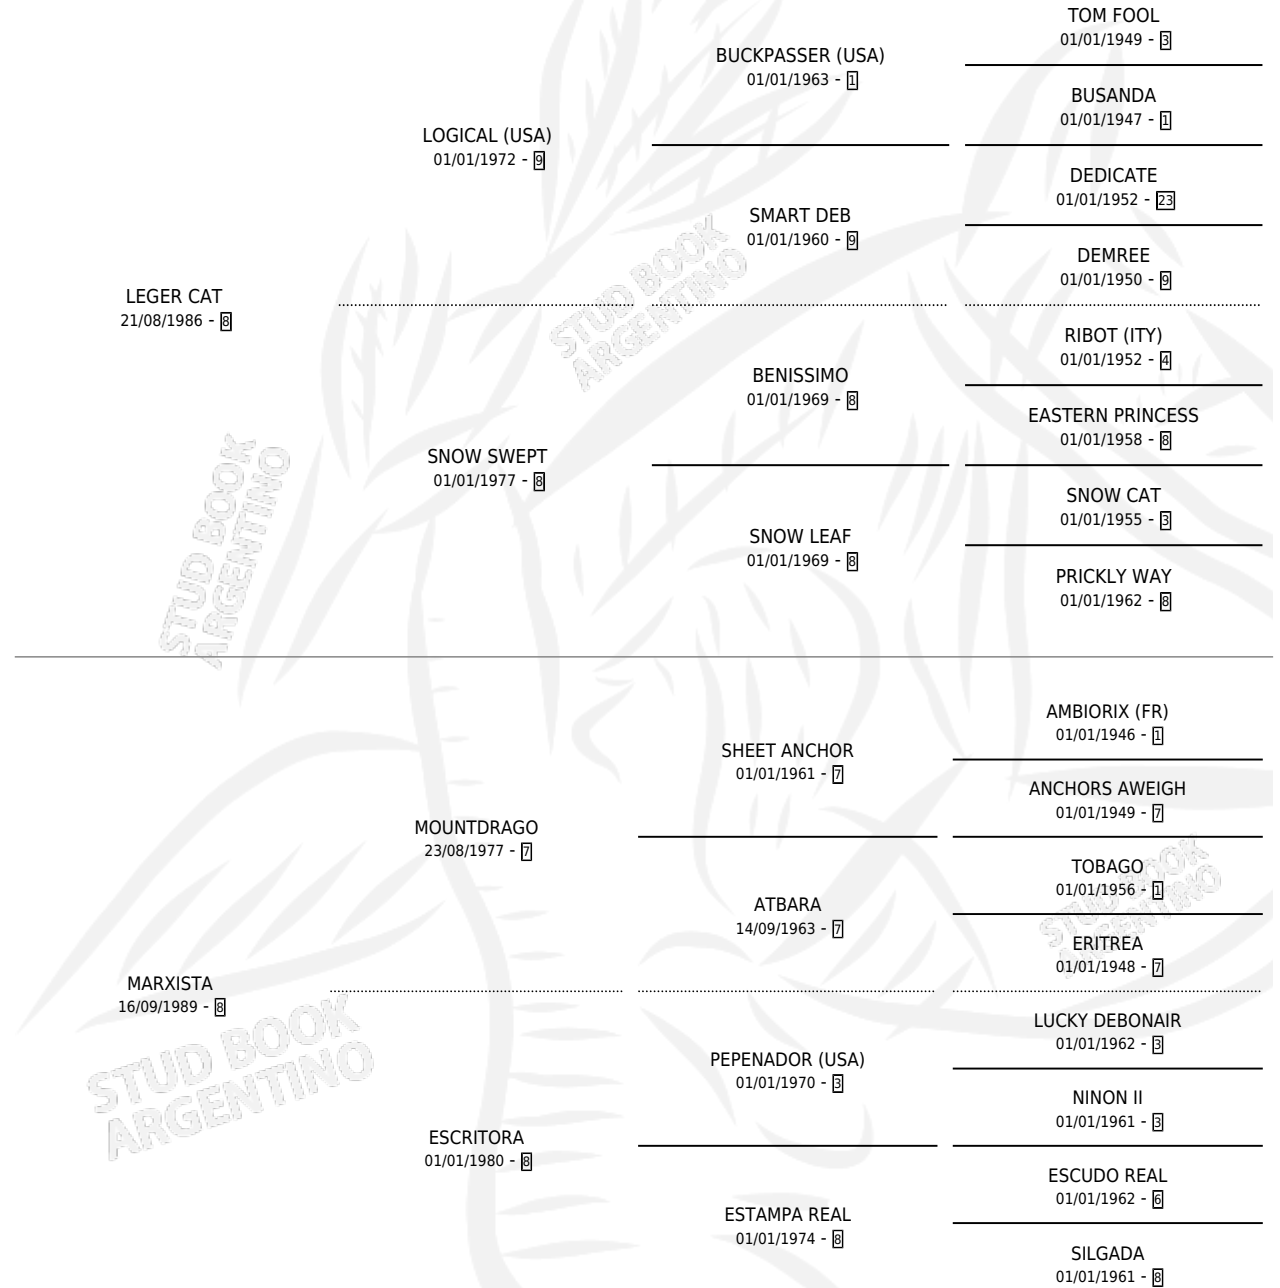 TOM FOOL
01/01/1949 - 3
BUCKPASSER (USA)
01/01/1963 - 1
BUSANDA
01/01/1947 - 1
LOGICAL (USA)
01/01/1972 - 9
DEDICATE
01/01/1952 - 23
SMART DEB
01/01/1960 - 9
DEMREE
01/01/1950 - 9
LEGER CAT
21/08/1986 - 8
RIBOT (ITY)
01/01/1952 - 4
BENISSIMO
01/01/1969 - 8
EASTERN PRINCESS
01/01/1958 - 8
SNOW SWEPT
01/01/1977 - 8
SNOW CAT
01/01/1955 - 3
SNOW LEAF
01/01/1969 - 8
PRICKLY WAY
01/01/1962 - 8
AMBIORIX (FR)
01/01/1946 - 1
SHEET ANCHOR
01/01/1961 - 7
ANCHORS AWEIGH
01/01/1949 - 7
MOUNTDRAGO
23/08/1977 - 7
TOBAGO
01/01/1956 - 1
ATBARA
14/09/1963 - 7
ERITREA
01/01/1948 - 7
MARXISTA
16/09/1989 - 8
LUCKY DEBONAIR
01/01/1962 - 3
PEPENADOR (USA)
01/01/1970 - 3
NINON II
01/01/1961 - 3
ESCRITORA
01/01/1980 - 8
ESCUDO REAL
01/01/1962 - 6
ESTAMPA REAL
01/01/1974 - 8
SILGADA
01/01/1961 - 8
STUD BOOK
ARGENTINO
STUD BOOK
ARGENTINO
STUD BOOK
ARGENTINO
STUD BOOK
ARGENTINO